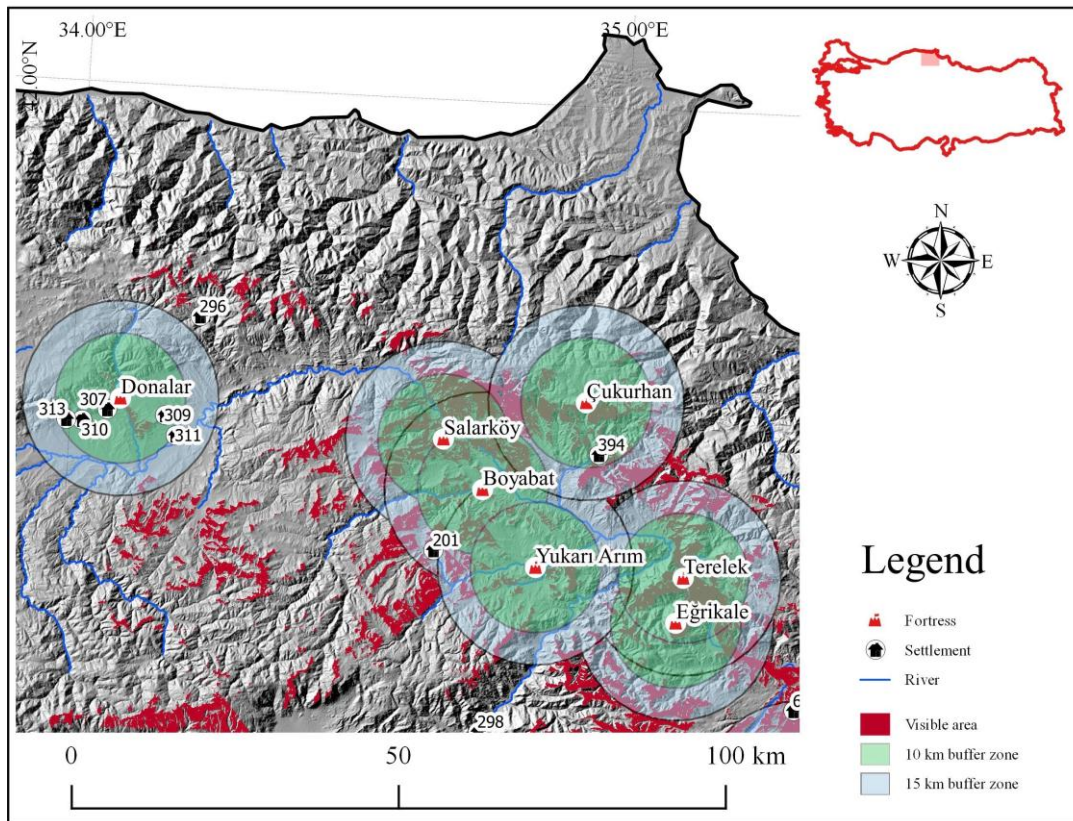 34.00°E
35.00°E
42.00°N
N
W
E
S
296
Donalar
307
313
309
310
311
Çukurhan
Salarköy
394
Boyabat
201
Yukarı Arım
Terelek
Eğrikale
298
6
0
50
100 km
Legend
Fortress
Settlement
River
Visible area
10 km buffer zone
15 km buffer zone